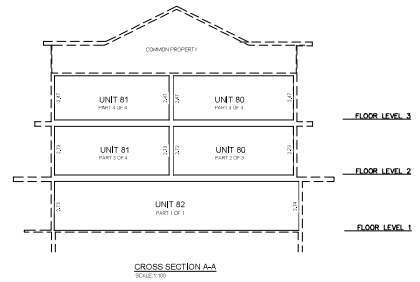 COMMON PROPERTY
UNIT 81
PART 4 OF 4
UNIT 80
PART 3 OF 3
FLOOR LEVEL 3
UNIT 81
PART 3 OF 4
UNIT 80
PART 2 OF 3
FLOOR LEVEL 2
UNIT 82
PART 1 OF 1
FLOOR LEVEL 1
CROSS SECTION A-A
SCALE 1:100